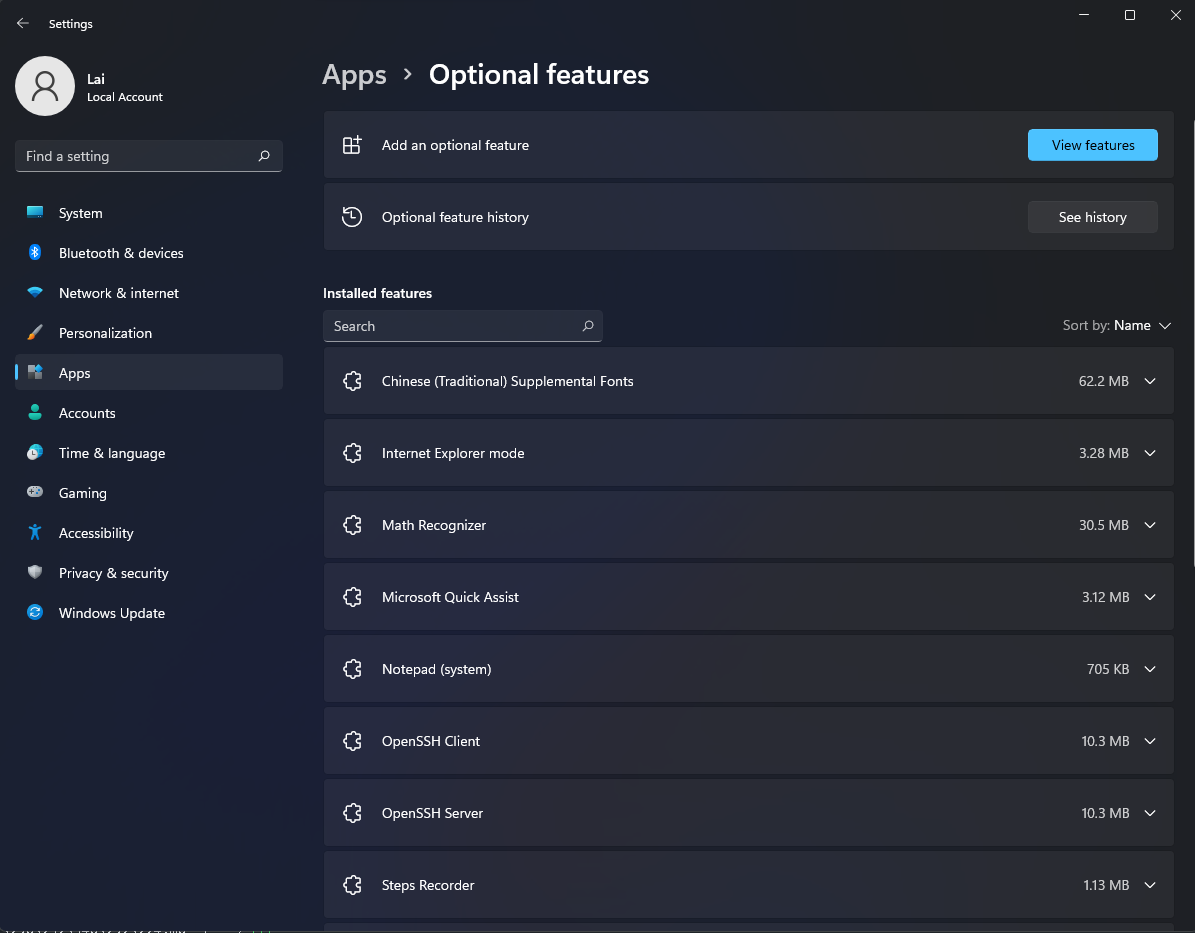 Settings
Lai
Local Account
Find a setting
System
Bluetooth & devices
Network & internet
Personalization
Apps
Accounts
Time & language
Gaming
Accessibility
Privacy & security
Windows Update
Apps > Optional features
Add an optional feature
View features
Optional feature history
See history
Installed features
Search
Sort by: Name
Chinese (Traditional) Supplemental Fonts 62.2 MB
Internet Explorer mode 3.28 MB
Math Recognizer 30.5 MB
Microsoft Quick Assist 3.12 MB
Notepad (system) 705 KB
OpenSSH Client 10.3 MB
OpenSSH Server 10.3 MB
Steps Recorder 1.13 MB